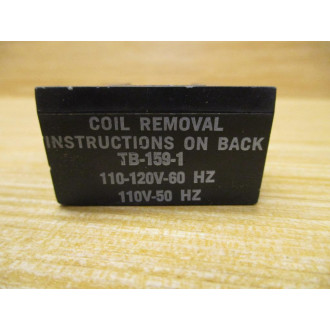 COIL REMOVAL
INSTRUCTIONS ON BACK
TB-159-1
110-120V-60 HZ
110V-50 HZ